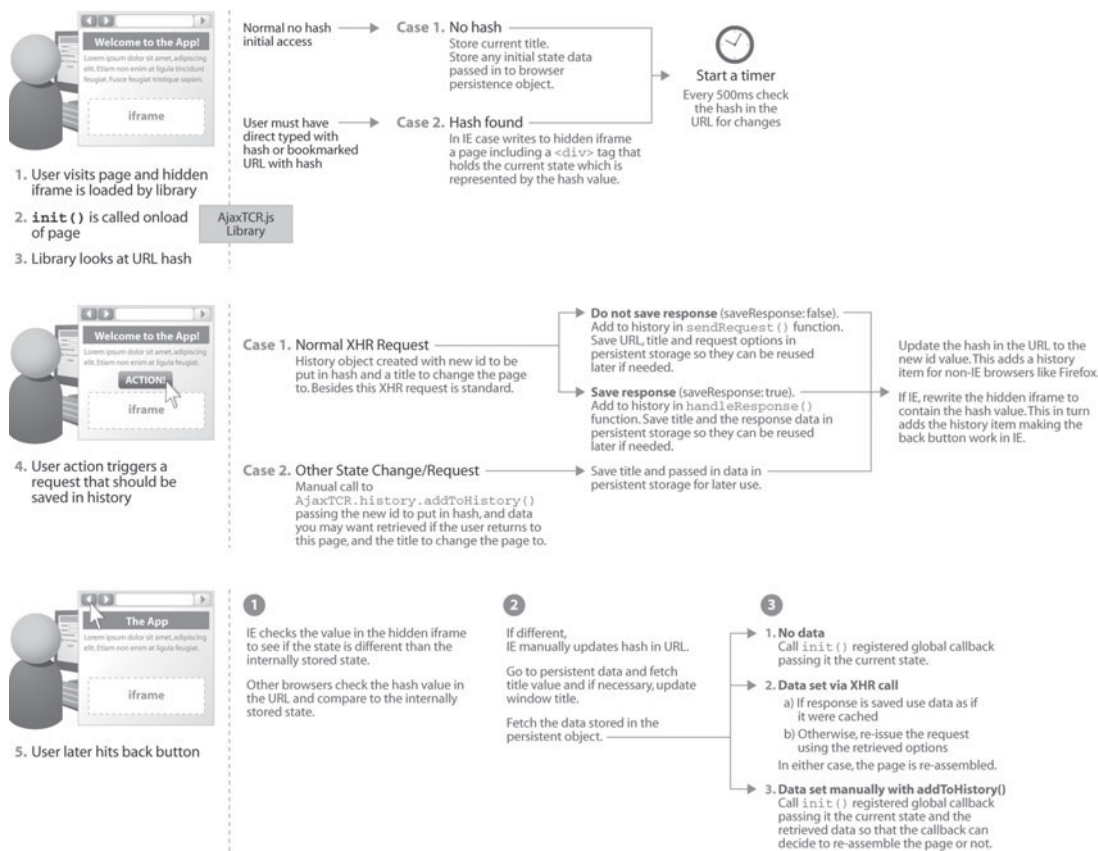 Welcome to the App!
Lorem ipsum dolor sit amet, adipiscing
elit. Etiam non enim at ligula tincidunt
feugiat. Fusce feugiat tristique sapien.
iframe
1. User visits page and hidden
iframe is loaded by library
2. init() is called onload
of page
3. Library looks at URL hash
AjaxTCR.js
Library
Normal no hash
initial access
Case 1. No hash
Store current title.
Store any initial state data
passed in to browser
persistence object.
User must have
direct typed with
hash or bookmarked
URL with hash
Case 2. Hash found
In IE case writes to hidden iframe
a page including a <div> tag that
holds the current state which is
represented by the hash value.
Start a timer
Every 500ms check
the hash in the
URL for changes
Welcome to the App!
Lorem ipsum dolor sit amet, adipiscing
elit. Etiam non enim at ligula feugiat.
ACTION!
iframe
4. User action triggers a
request that should be
saved in history
Case 1. Normal XHR Request
History object created with new id to be
put in hash and a title to change the page
to. Besides this XHR request is standard.
Do not save response (saveResponse:false).
Add to history in sendRequest() function.
Save URL, title and request options in
persistent storage so they can be reused
later if needed.
Save response (saveResponse:true).
Add to history in handleResponse()
function. Save title and the response data in
persistent storage so they can be reused
later if needed.
Case 2. Other State Change/Request
Manual call to
AjaxTCR.history.addToHistory()
passing the new id to put in hash, and data
you may want retrieved if the user returns to
this page, and the title to change the page to.
Save title and passed in data in
persistent storage for later use.
Update the hash in the URL to the
new id value. This adds a history
item for non-IE browsers like Firefox.
If IE, rewrite the hidden iframe to
contain the hash value. This in turn
adds the history item making the
back button work in IE.
The App
Lorem ipsum dolor sit amet, adipiscing
elit. Etiam non enim at ligula feugiat.
iframe
5. User later hits back button
1
IE checks the value in the hidden iframe
to see if the state is different than the
internally stored state.
Other browsers check the hash value in
the URL and compare to the internally
stored state.
2
If different,
IE manually updates hash in URL.
Go to persistent data and fetch
title value and if necessary, update
window title.
Fetch the data stored in the
persistent object.
3
1. No data
Call init() registered global callback
passing it the current state.
2. Data set via XHR call
a) If response is saved use data as if
it were cached
b) Otherwise, re-issue the request
using the retrieved options
In either case, the page is re-assembled.
3. Data set manually with addToHistory()
Call init() registered global callback
passing it the current state and the
retrieved data so that the callback can
decide to re-assemble the page or not.